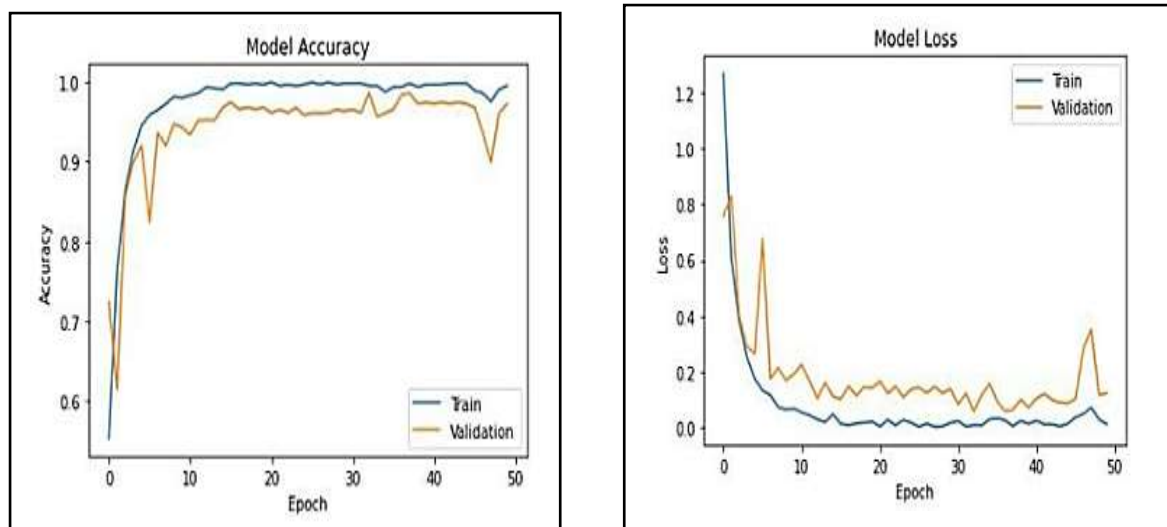 Model Accuracy
1.0
0.9
0.8
0.7
0.6
Accuracy
Train
Validation
0 10 20 30 40 50
Epoch
Model Loss
1.2
1.0
0.8
0.6
0.4
0.2
0.0
Loss
Train
Validation
0 10 20 30 40 50
Epoch